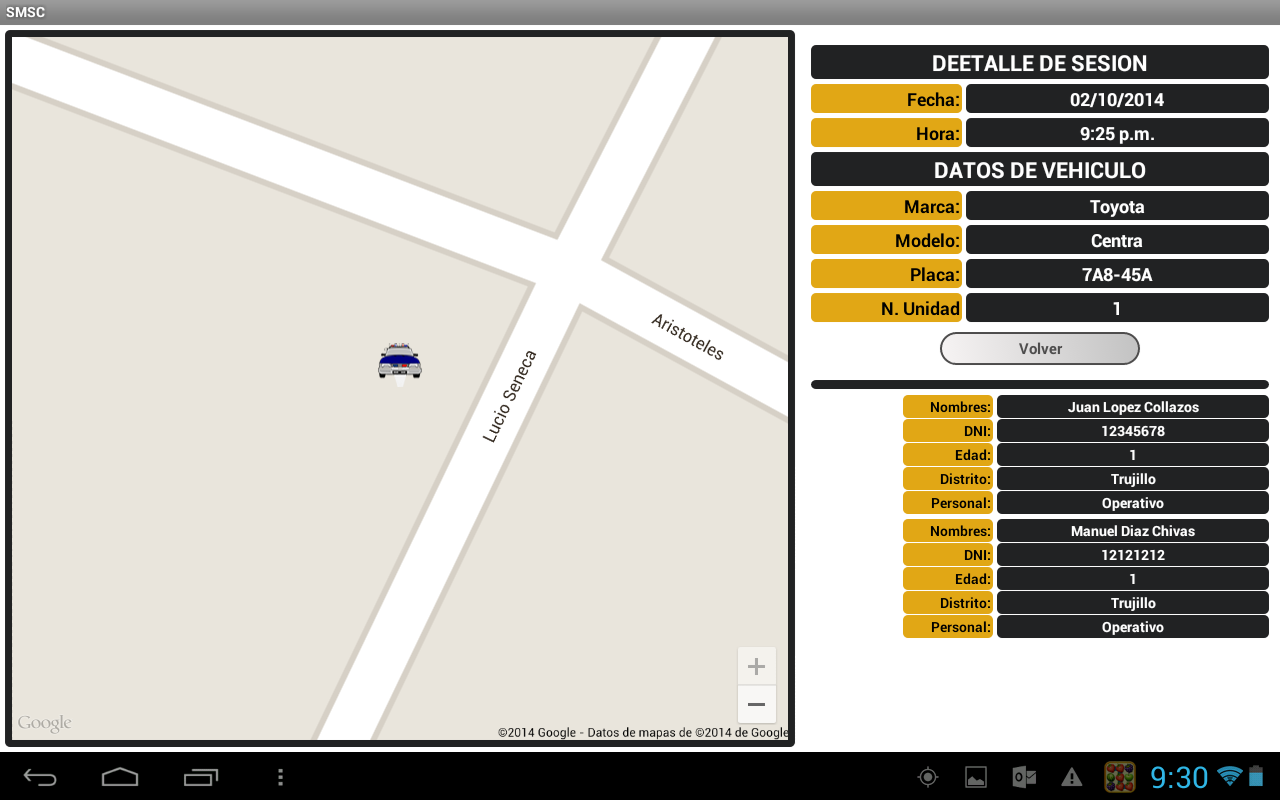 SMSC
Aristoteles
Lucio Seneca
Google
©2014 Google - Datos de mapas de ©2014 de Google
DEETALLE DE SESION
Fecha: 02/10/2014
Hora: 9:25 p.m.
DATOS DE VEHICULO
Marca: Toyota
Modelo: Centra
Placa: 7A8-45A
N. Unidad 1
Volver
Nombres: Juan Lopez Collazos
DNI: 12345678
Edad: 1
Distrito: Trujillo
Personal: Operativo
Nombres: Manuel Diaz Chivas
DNI: 12121212
Edad: 1
Distrito: Trujillo
Personal: Operativo
9:30